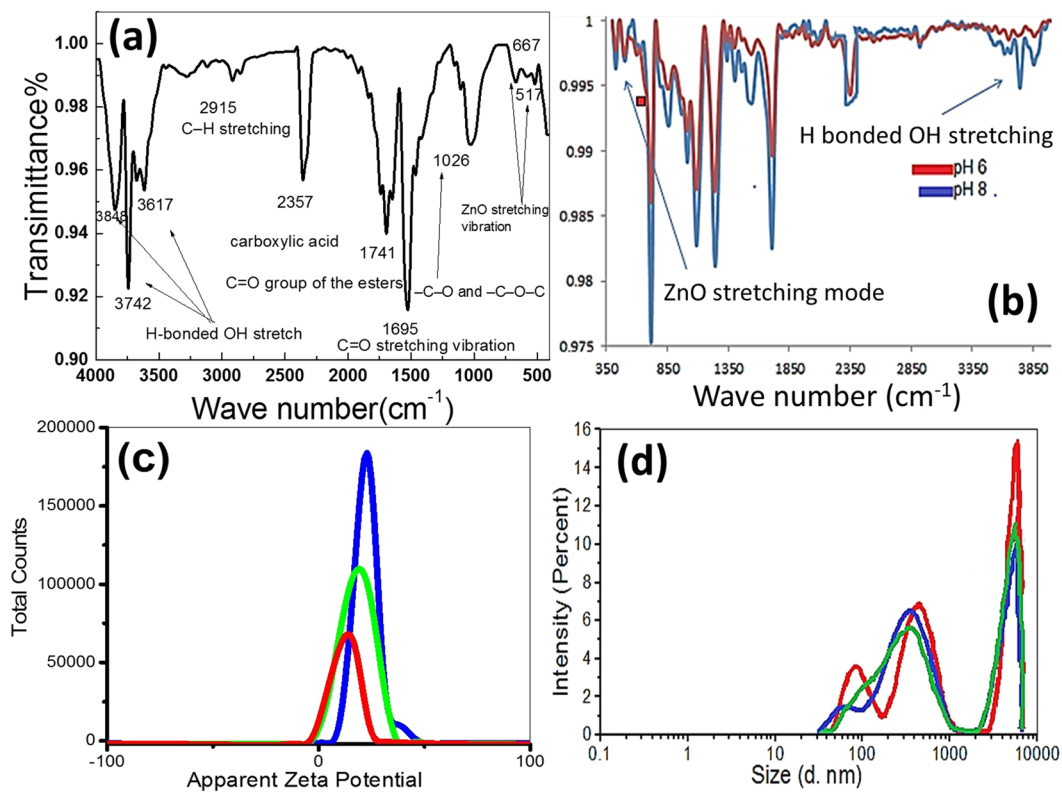 (a)
Transimittance%
1.00
0.98
0.96
0.94
0.92
0.90
667
517
2915
C–H stretching
3848
3617
2357
1026
ZnO stretching
vibration
carboxylic acid
1741
C=O group of the esters
–C–O and –C–O–C
3742
H-bonded OH stretch
1695
C=O stretching vibration
4000 3500 3000 2500 2000 1500 1000 500
Wave number(cm-1)
1
0.995
0.99
0.985
0.98
0.975
H bonded OH stretching
pH 6
pH 8
ZnO stretching mode
(b)
350 850 1350 1850 2350 2850 3350 3850
Wave number (cm-1)
(c)
Total Counts
200000
150000
100000
50000
0
-100 0 100
Apparent Zeta Potential
(d)
Intensity (Percent)
16
14
12
10
8
6
4
2
0
0.1 1 10 100 1000 10000
Size (d. nm)